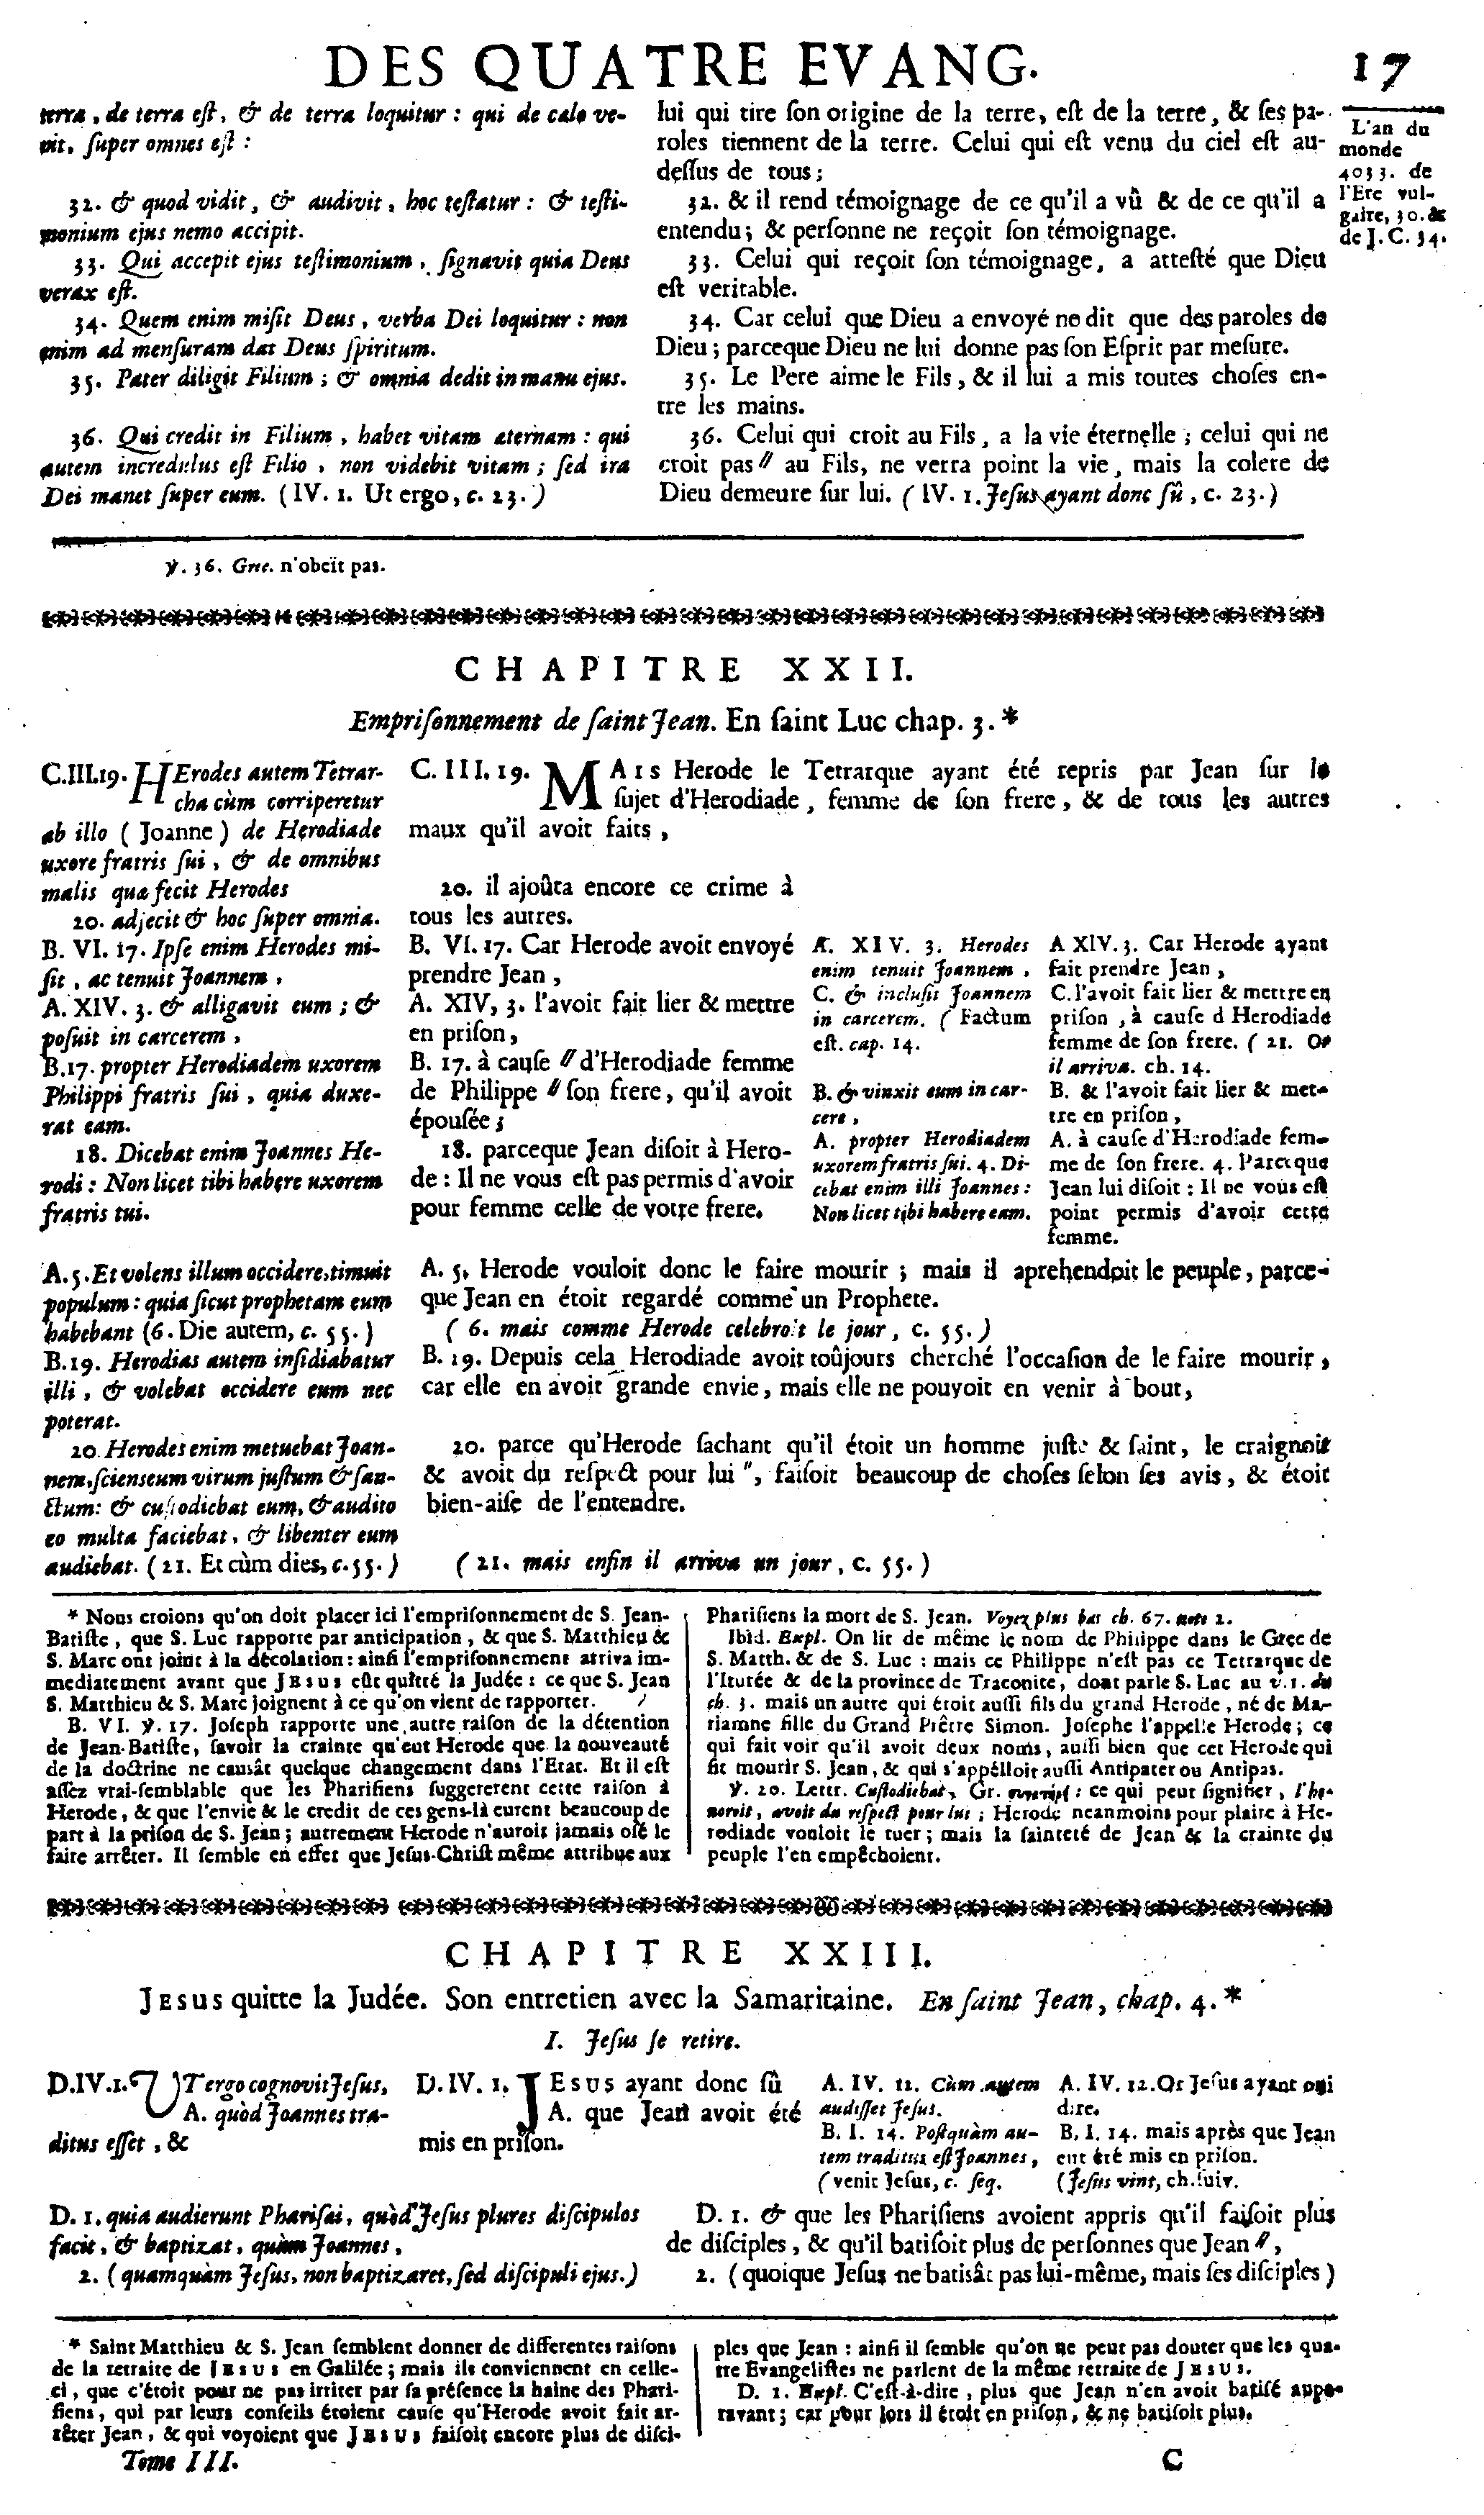 DES QUATRE EVANG.
17
terra, de terra eſt, & de terra loquitur : qui de cælo ve-
nit, ſuper omnes eſt :
32. & quod vidit, & audivit, hoc teſtatur : & teſti-
monium ejus nemo accipit.
33. Qui accepit ejus teſtimonium, ſignavit quia Deus
verax eſt.
34. Quem enim miſit Deus, verba Dei loquitur : non
enim ad menſuram dat Deus ſpiritum.
35. Pater diligit Filium ; & omnia dedit in manu ejus.
36. Qui credit in Filium, habet vitam æternam : qui
autem incredulus eſt Filio, non videbit vitam ; ſed ira
Dei manet ſuper eum. (IV. 1. Ut ergo, c. 23.)
lui qui tire ſon origine de la terre, eſt de la terre, & ſes pa-
roles tiennent de la terre. Celui qui eſt venu du ciel eſt au-
deſſus de tous ;
32. & il rend témoignage de ce qu'il a vû & de ce qu'il a
entendu ; & perſonne ne reçoit ſon témoignage.
33. Celui qui reçoit ſon témoignage, a atteſté que Dieu
eſt veritable.
34. Car celui que Dieu a envoyé ne dit que des paroles de
Dieu ; parceque Dieu ne lui donne pas ſon Eſprit par meſure.
35. Le Pere aime le Fils, & il lui a mis toutes choſes en-
tre les mains.
36. Celui qui croit au Fils, a la vie éternelle ; celui qui ne
croit pas // au Fils, ne verra point la vie, mais la colere de
Dieu demeure ſur lui. (IV. 1. Jeſus ayant donc ſû, c. 23.)
L'an du
monde
4033. de
l'Ere vul-
gaire, 30. &
de J. C. 34.
℣. 36. Grec. n'obeït pas.
CHAPITRE XXII.
Empriſonnement de ſaint Jean. En ſaint Luc chap. 3. *
C.III.19. HErodes autem Tetrar-
cha cùm corriperetur
ab illo (Joanne) de Herodiade
uxore fratris ſui, & de omnibus
malis quæ fecit Herodes
20. adjecit & hoc ſuper omnia.
B. VI. 17. Ipſe enim Herodes mi-
ſit, ac tenuit Joannem,
A. XIV. 3. & alligavit eum ; &
poſuit in carcerem,
B.17. propter Herodiadem uxorem
Philippi fratris ſui, quia duxe-
rat eam.
18. Dicebat enim Joannes He-
rodi : Non licet tibi habere uxorem
fratris tui.
C. III. 19. MAIS Herode le Tetrarque ayant été repris par Jean ſur le
ſujet d'Herodiade, femme de ſon frere, & de tous les autres
maux qu'il avoit faits,
20. il ajoûta encore ce crime à
tous les autres.
B. VI. 17. Car Herode avoit envoyé
prendre Jean,
A. XIV, 3. l'avoit fait lier & mettre
en priſon,
B. 17. à cauſe // d'Herodiade femme
de Philippe // ſon frere, qu'il avoit
épouſée ;
18. parceque Jean diſoit à Hero-
de : Il ne vous eſt pas permis d'avoir
pour femme celle de votre frere.
A. XIV. 3. Herodes
enim tenuit Joannem,
C. & incluſit Joannem
in carcerem. (Factum
eſt. cap. 14.
B. & vinxit eum in car-
cere,
A. propter Herodiadem
uxorem fratris ſui. 4. Di-
cebat enim illi Joannes :
Non licet tibi habere eam.
A XIV. 3. Car Herode ayant
fait prendre Jean,
C. l'avoit fait lier & mettre en
priſon, à cauſe d Herodiade
femme de ſon frere. (21. Or
il arriva. ch. 14.
B. & l'avoit fait lier & met-
tre en priſon,
A. à cauſe d'Herodiade fem-
me de ſon frere. 4. Parceque
Jean lui diſoit : Il ne vous eſt
point permis d'avoir cette
femme.
A.5. Et volens illum occidere, timuit
populum : quia ſicut prophetam eum
habebant (6. Die autem, c. 55.)
B.19. Herodias autem inſidiabatur
illi, & volebat occidere eum nec
poterat.
20. Herodes enim metuebat Joan-
nem, ſciens eum virum juſtum & ſan-
ctum : & cuſtodiebat eum, & audito
eo multa faciebat, & libenter eum
audiebat. (21. Et cùm dies, c. 55.)
A. 5. Herode vouloit donc le faire mourir ; mais il aprehendoit le peuple, parce-
que Jean en étoit regardé comme un Prophete.
(6. mais comme Herode celebroit le jour, c. 55.)
B. 19. Depuis cela Herodiade avoit toûjours cherché l'occaſion de le faire mourir,
car elle en avoit grande envie, mais elle ne pouvoit en venir à bout,
20. parce qu'Herode ſachant qu'il étoit un homme juſte & ſaint, le craignoit
& avoit du reſpect pour lui ", faiſoit beaucoup de choſes ſelon ſes avis, & étoit
bien-aiſe de l'entendre.
(21. mais enfin il arriva un jour, c. 55.)
* Nous croions qu'on doit placer ici l'empriſonnement de S. Jean-
Batiſte, que S. Luc rapporte par anticipation, & que S. Matthieu &
S. Marc ont joint à la décolation : ainſi l'empriſonnement arriva im-
mediatement avant que JESUS eût quitté la Judée : ce que S. Jean
S. Matthieu & S. Marc joignent à ce qu'on vient de rapporter.
B. VI. ℣. 17. Joſeph rapporte une autre raiſon de la détention
de Jean-Batiſte, ſavoir la crainte qu'eut Herode que la nouveauté
de la doctrine ne causât quelque changement dans l'Etat. Et il eſt
aſſez vrai-ſemblable que les Phariſiens ſuggererent cette raiſon à
Herode, & que l'envie & le credit de ces gens-là eurent beaucoup de
part à la priſon de S. Jean ; autrement Herode n'auroit jamais oſé le
faire arrêter. Il ſemble en effet que Jeſus-Chriſt même attribue aux
Phariſiens la mort de S. Jean. Voyez plus bas ch. 67. note 2.
Ibid. Expl. On lit de même le nom de Philippe dans le Grec de
S. Matth. & de S. Luc : mais ce Philippe n'eſt pas ce Tetrarque de
l'Iturée & de la province de Traconite, dont parle S. Luc au v. 1. du
ch. 3. mais un autre qui étoit auſſi fils du grand Herode, né de Ma-
riamne fille du Grand Prêtre Simon. Joſephe l'appelle Herode ; ce
qui fait voir qu'il avoit deux noms, auſſi bien que cet Herode qui
fit mourir S. Jean, & qui s'appelloit auſſi Antipater ou Antipas.
℣. 20. Lettr. Cuſtodiebat, Gr. : ce qui peut ſignifier, l'ho-
noroit, avoit du reſpect pour lui ; Herode neanmoins pour plaire à He-
rodiade vouloit le tuer ; mais la ſainteté de Jean & la crainte du
peuple l'en empêchoient.
CHAPITRE XXIII.
JESUS quitte la Judée. Son entretien avec la Samaritaine. En ſaint Jean, chap. 4. *
I. Jeſus ſe retire.
D.IV.1. UT ergo cognovit Jeſus,
A. quòd Joannes tra-
ditus eſſet, &
D. IV. 1. JESUS ayant donc ſû
A. que Jean avoit été
mis en priſon.
A. IV. 12. Cùm autem
audiſſet Jeſus.
B. I. 14. Poſtquàm au-
tem traditus eſt Joannes,
(venit Jeſus, c. ſeq.
A. IV. 12. Or Jeſus ayant oui
dire.
B. I. 14. mais après que Jean
eut été mis en priſon.
(Jeſus vint, ch. ſuiv.
D. 1. quia audierunt Phariſæi, quòd Jeſus plures diſcipulos
facit, & baptizat, quàm Joannes,
2. (quamquàm Jeſus, non baptizaret, ſed diſcipuli ejus.)
D. 1. & que les Phariſiens avoient appris qu'il faiſoit plus
de diſciples, & qu'il batiſoit plus de perſonnes que Jean //,
2. (quoique Jeſus ne batisât pas lui-même, mais ſes diſciples)
* Saint Matthieu & S. Jean ſemblent donner de differentes raiſons
de la retraite de JESUS en Galilée ; mais ils conviennent en celle-
ci, que c'étoit pour ne pas irriter par ſa préſence la haine des Phari-
ſiens, qui par leurs conſeils étoient cauſe qu'Herode avoit fait ar-
rêter Jean, & qui voyoient que JESUS faiſoit encore plus de diſci-
ples que Jean : ainſi il ſemble qu'on ne peut pas douter que les qua-
tre Evangeliſtes ne parlent de la même retraite de JESUS.
D. 1. Expl. C'eſt-à-dire, plus que Jean n'en avoit batiſé aupa-
ravant ; car pour lors il étoit en priſon, & ne batiſoit plus.
Tome III.
C